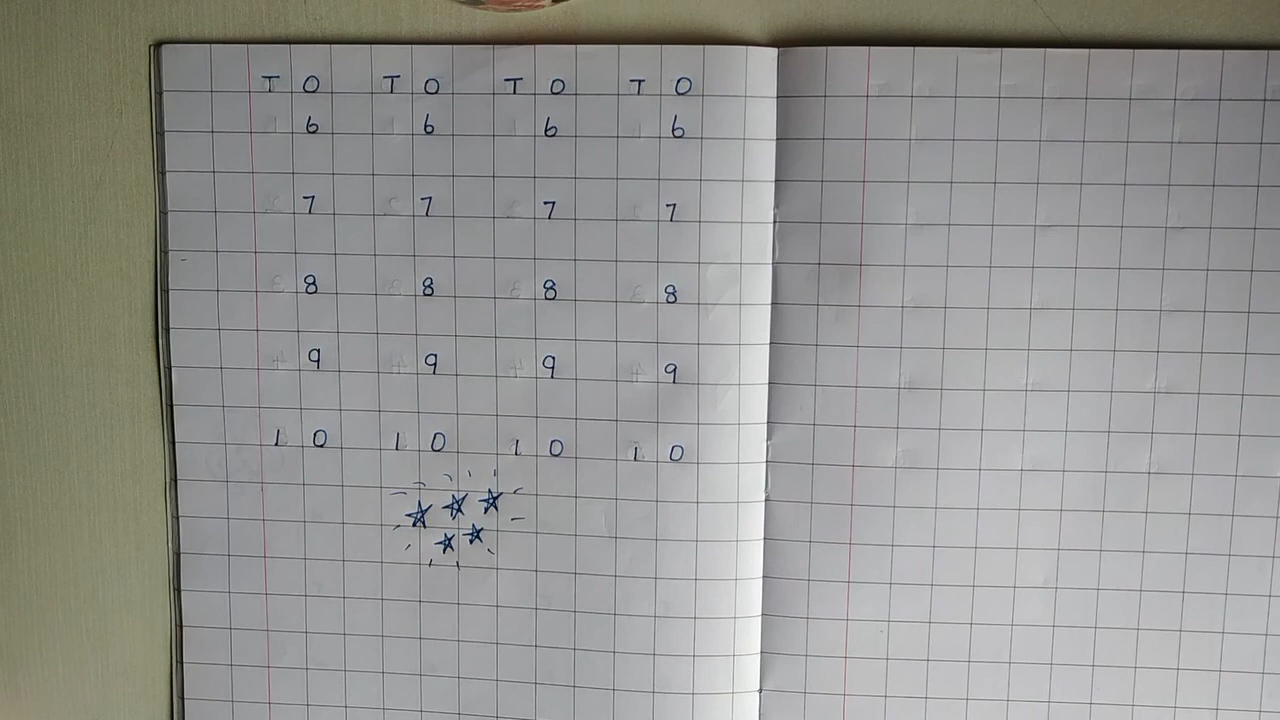 T O T O T O T O
6 6 6 6
7 7 7 7
8 8 8 8
9 9 9 9
1 0 1 0 1 0 1 0